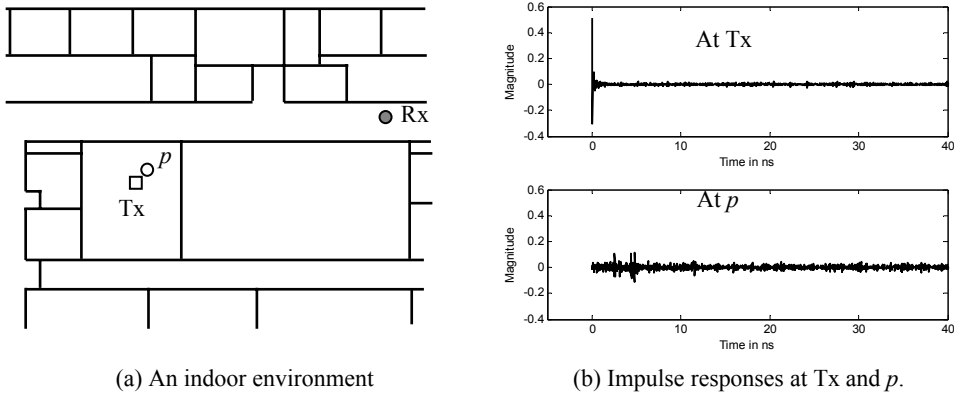 Rx
p
Tx
(a) An indoor environment
0.6
0.4
0.2
0
-0.2
-0.4
Magnitude
At Tx
0
10
20
30
40
Time in ns
0.6
0.4
0.2
0
-0.2
-0.4
Magnitude
At p
0
10
20
30
40
Time in ns
(b) Impulse responses at Tx and p.